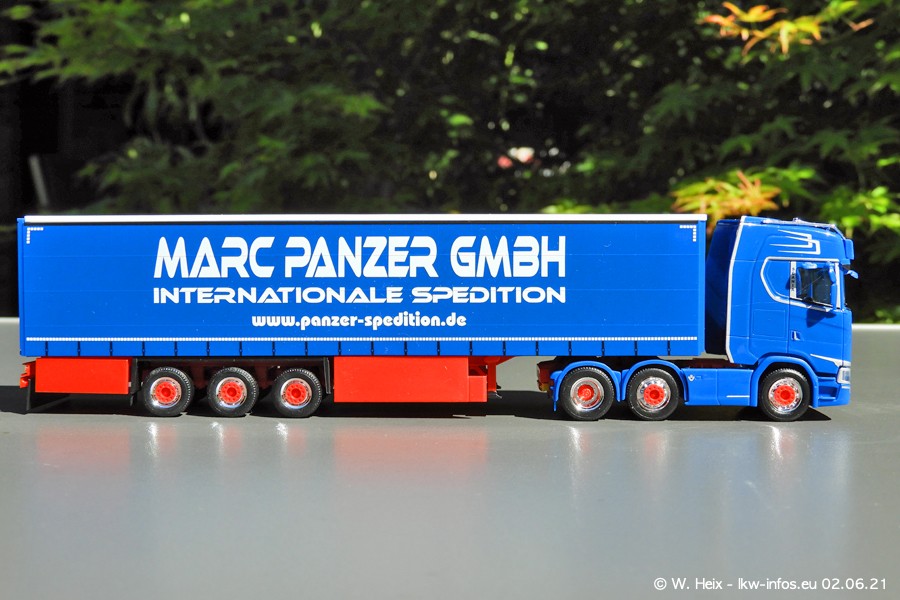 MARC PANZER GMBH
INTERNATIONALE SPEDITION
www.panzer-spedition.de
© W. Heix - lkw-infos.eu 02.06.21